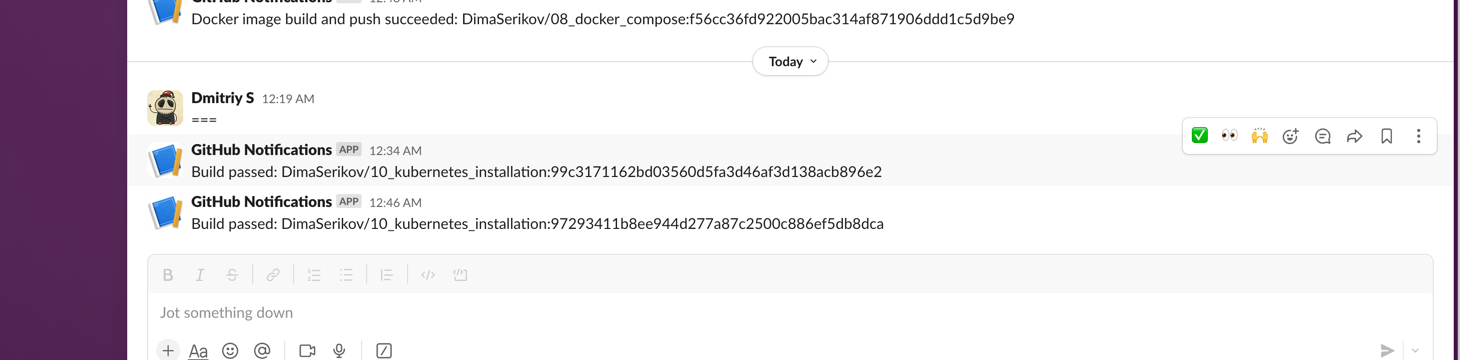 Docker image build and push succeeded: DimaSerikov/08_docker_compose:f56cc36fd922005bac314af871906ddd1c5d9be9
Today
Dmitriy S 12:19 AM
===
GitHub Notifications APP 12:34 AM
Build passed: DimaSerikov/10_kubernetes_installation:99c3171162bd03560d5fa3d46af3d138acb896e2
GitHub Notifications APP 12:46 AM
Build passed: DimaSerikov/10_kubernetes_installation:97293411b8ee944d277a87c2500c886ef5db8dca
B I S
Jot something down
Aa